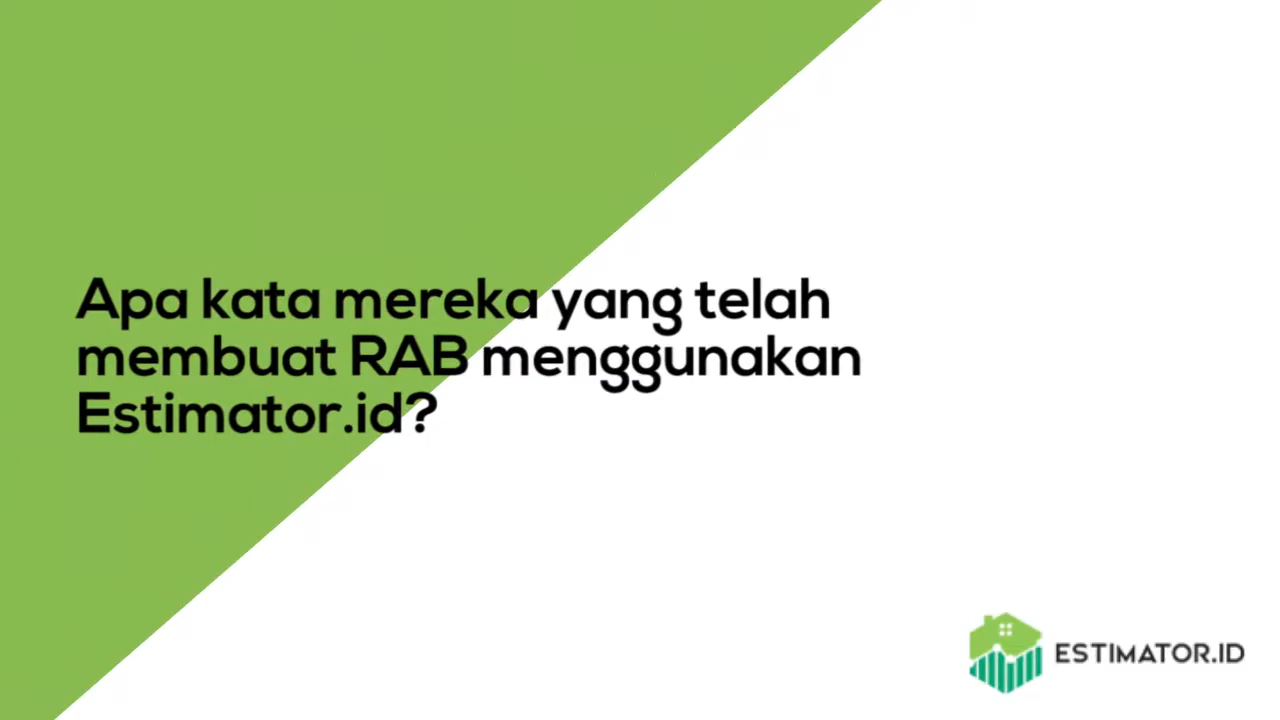 Apa kata mereka yang telah
membuat RAB menggunakan
Estimator.id?
ESTIMATOR.ID